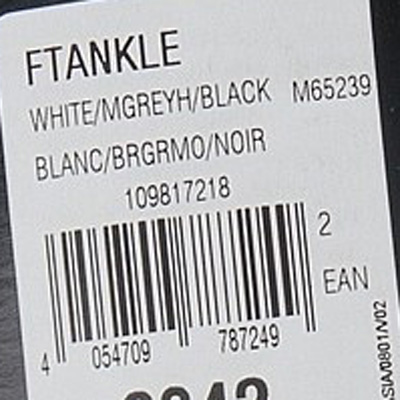 FTANKLE
WHITE/MGREYH/BLACK M65239
BLANC/BRGRMO/NOIR
109817218
2
EAN
4 054709 787249
SIA/0801/V02